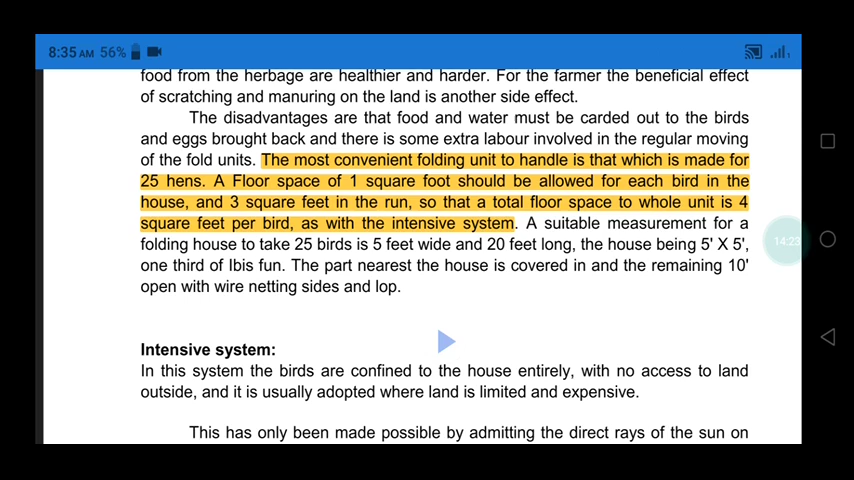 8:35 AM 56%
food from the herbage are healthier and harder. For the farmer the beneficial effect
of scratching and manuring on the land is another side effect.
The disadvantages are that food and water must be carded out to the birds
and eggs brought back and there is some extra labour involved in the regular moving
of the fold units. The most convenient folding unit to handle is that which is made for
25 hens. A Floor space of 1 square foot should be allowed for each bird in the
house, and 3 square feet in the run, so that a total floor space to whole unit is 4
square feet per bird, as with the intensive system. A suitable measurement for a
folding house to take 25 birds is 5 feet wide and 20 feet long, the house being 5' X 5',
one third of Ibis fun. The part nearest the house is covered in and the remaining 10'
open with wire netting sides and lop.
14:23
Intensive system:
In this system the birds are confined to the house entirely, with no access to land
outside, and it is usually adopted where land is limited and expensive.
This has only been made possible by admitting the direct rays of the sun on